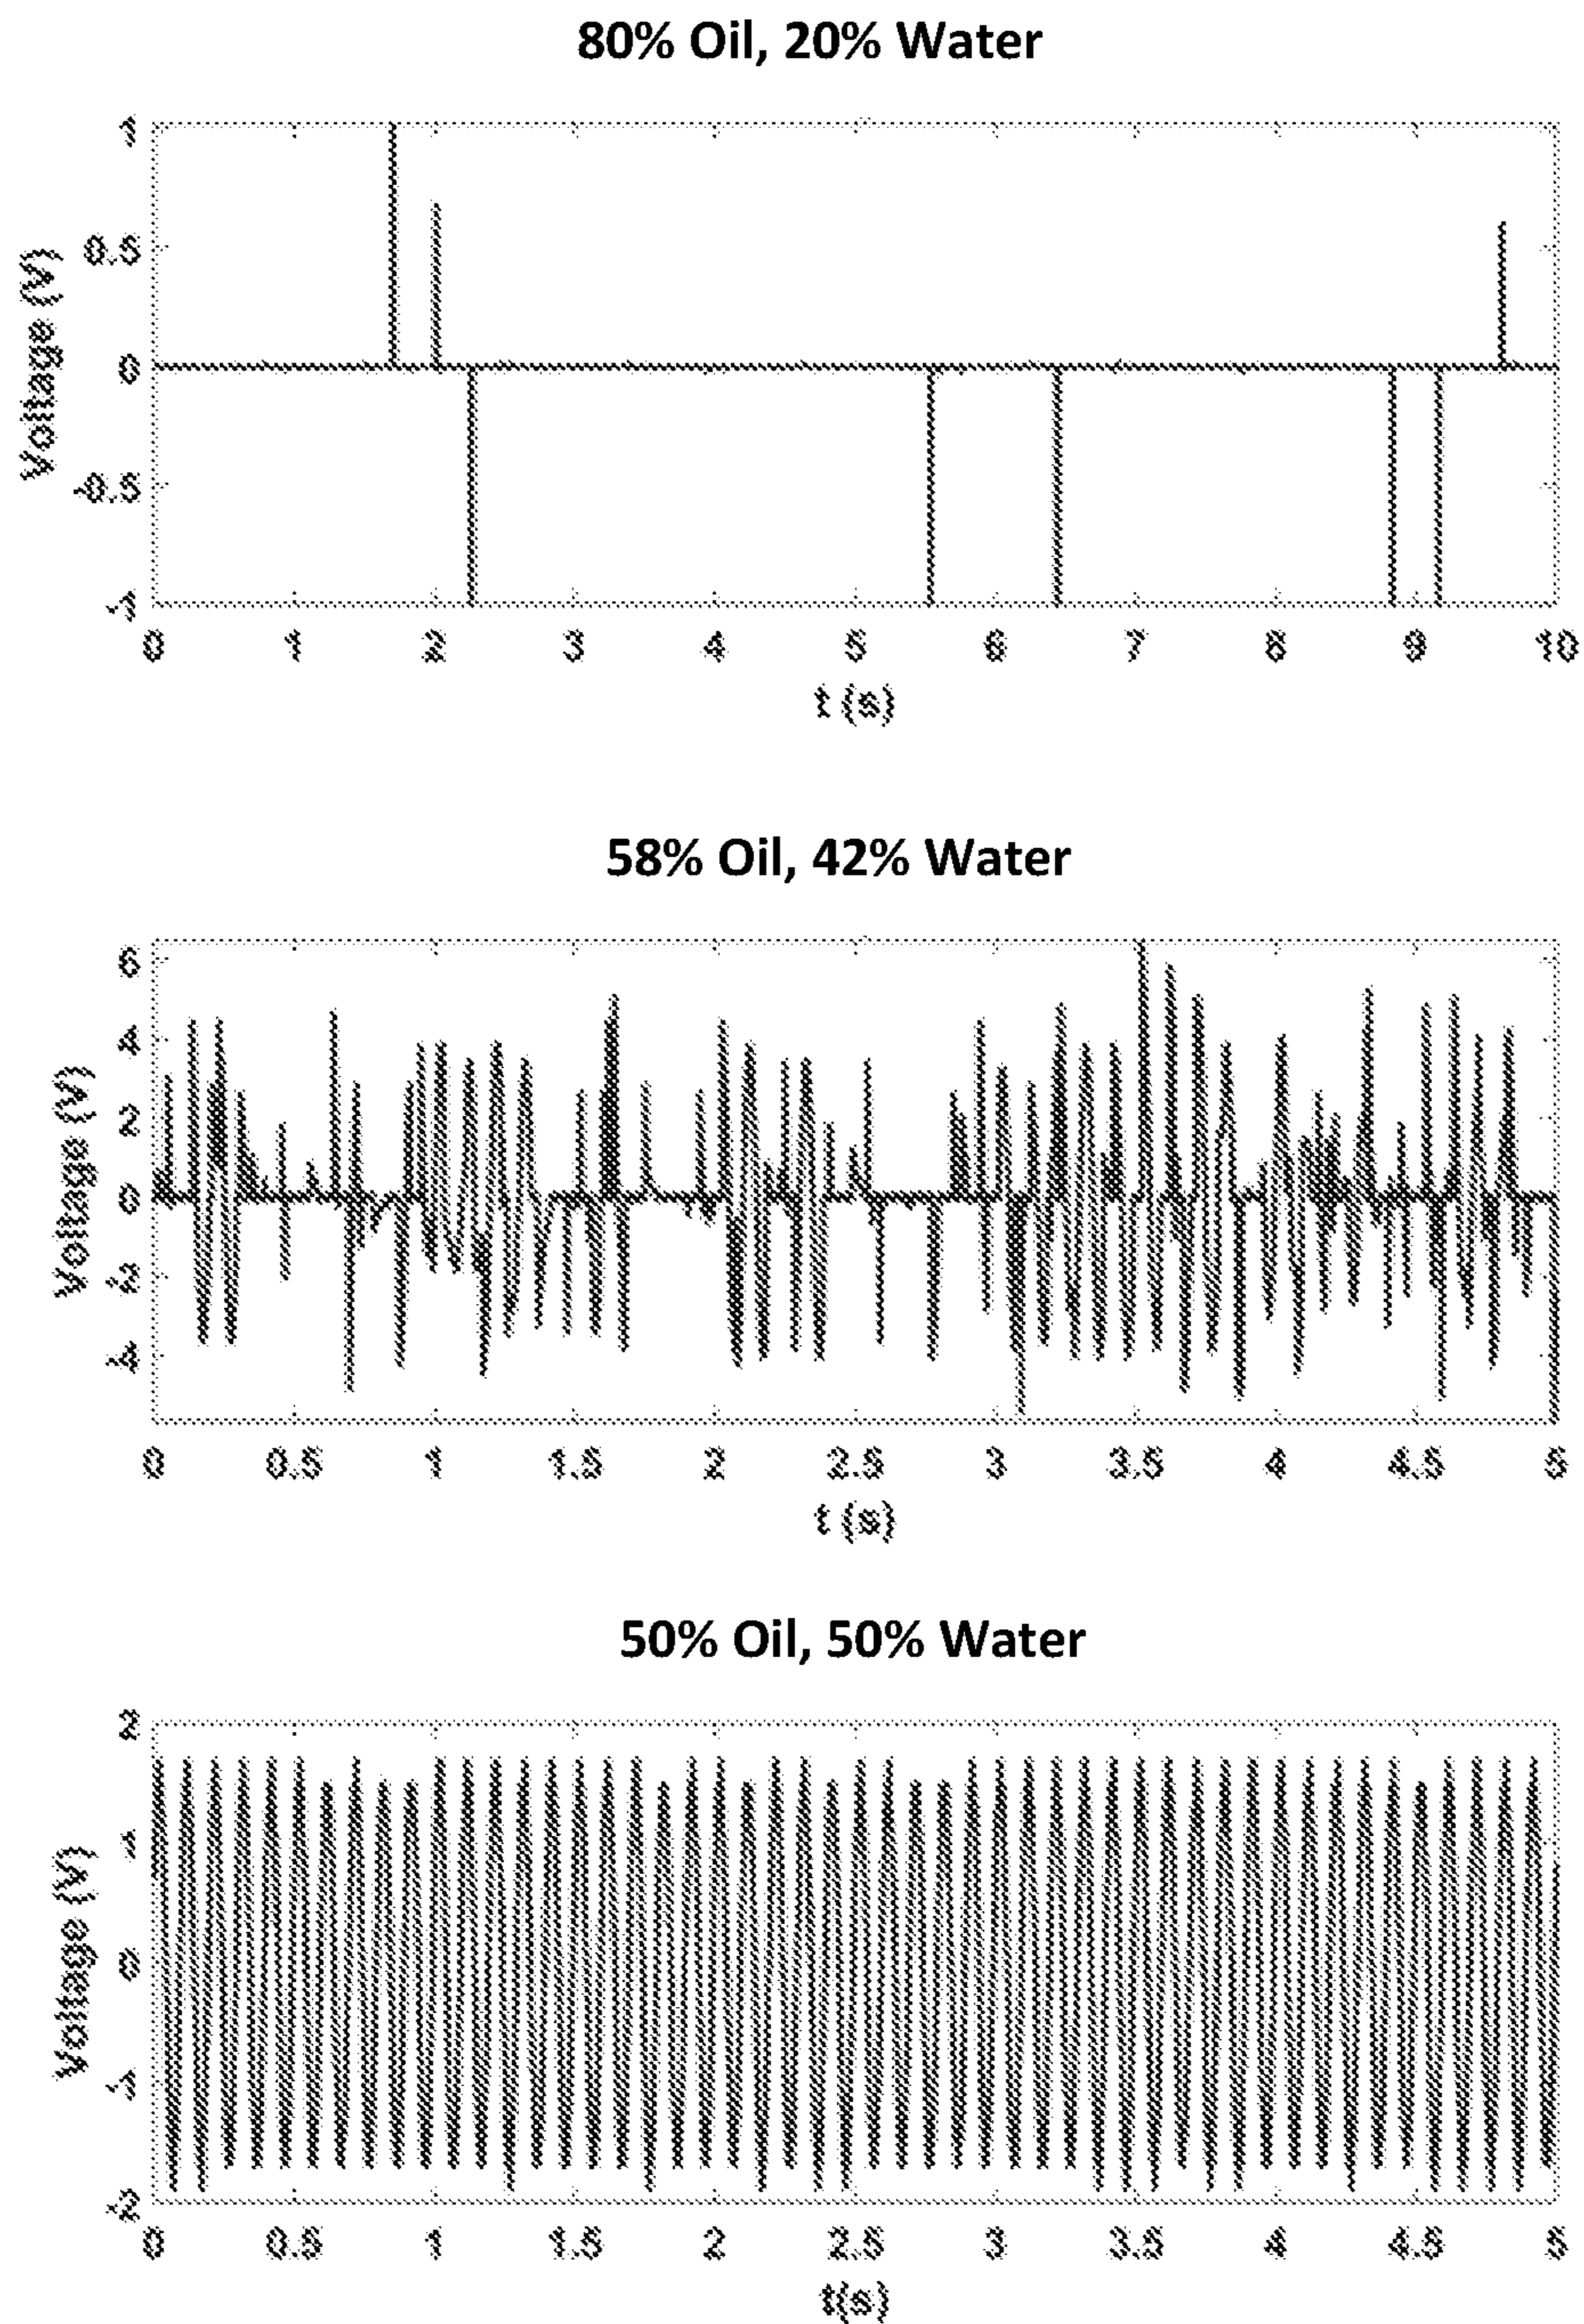 80% Oil, 20% Water
1
0.5
0
-0.5
-1
Voltage (V)
0 1 2 3 4 5 6 7 8 9 10
t (s)
58% Oil, 42% Water
6
4
2
0
-2
-4
Voltage (V)
0 0.5 1 1.5 2 2.5 3 3.5 4 4.5 5
t (s)
50% Oil, 50% Water
2
1
0
-1
-2
Voltage (V)
0 0.5 1 1.5 2 2.5 3 3.5 4 4.5 5
t(s)